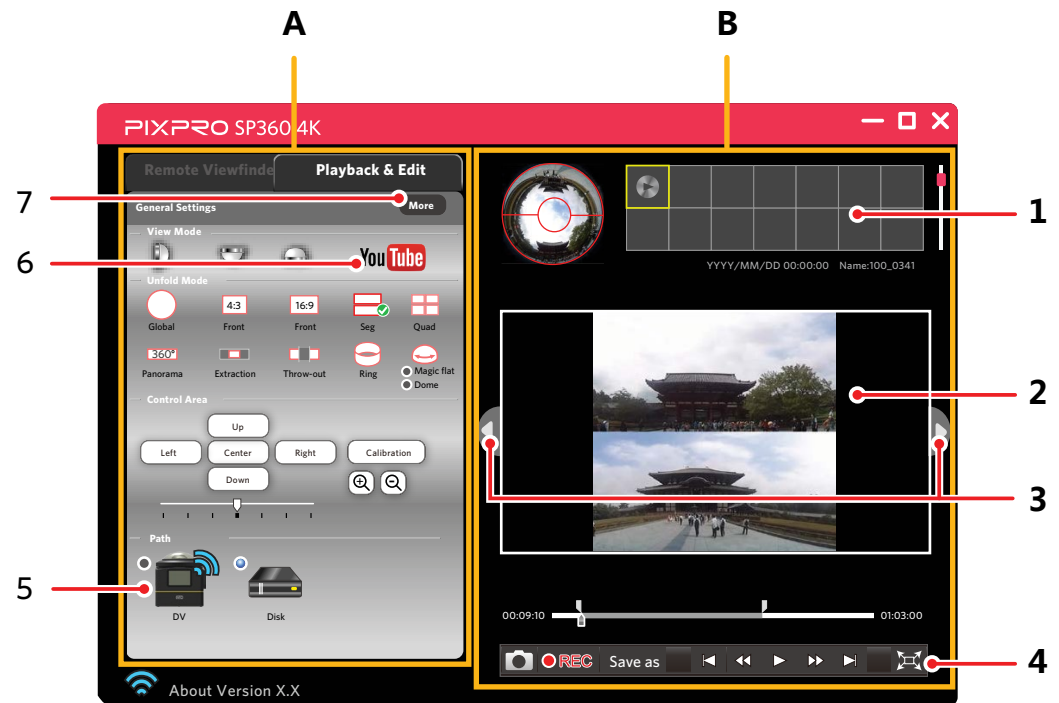 A
B
PIXPRO SP360 4K
Remote Viewfinde
Playback & Edit
General Settings
More
7
1
View Mode
You Tube
6
YYYY/MM/DD 00:00:00 Name:100_0341
Unfold Mode
4:3
16:9
Global
Front
Front
Seg
Quad
360°
Panorama
Extraction
Throw-out
Ring
Magic flat
Dome
2
Control Area
Up
Left
Center
Right
Calibration
Down
3
Path
5
DV
Disk
00:09:10
01:03:00
REC
Save as
4
About Version X.X